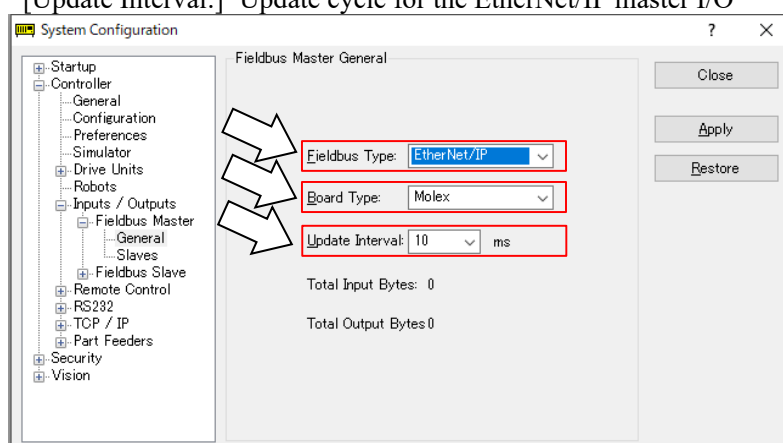 [Update Interval:] Update cycle for the EtherNet/IP master I/O
System Configuration
? ×
Startup
Controller
General
Configuration
Preferences
Simulator
Drive Units
Robots
Inputs / Outputs
Fieldbus Master
General
Slaves
Fieldbus Slave
Remote Control
RS232
TCP / IP
Part Feeders
Security
Vision
Fieldbus Master General
Fieldbus Type: EtherNet/IP
Board Type: Molex
Update Interval: 10 ms
Total Input Bytes: 0
Total Output Bytes 0
Close
Apply
Restore